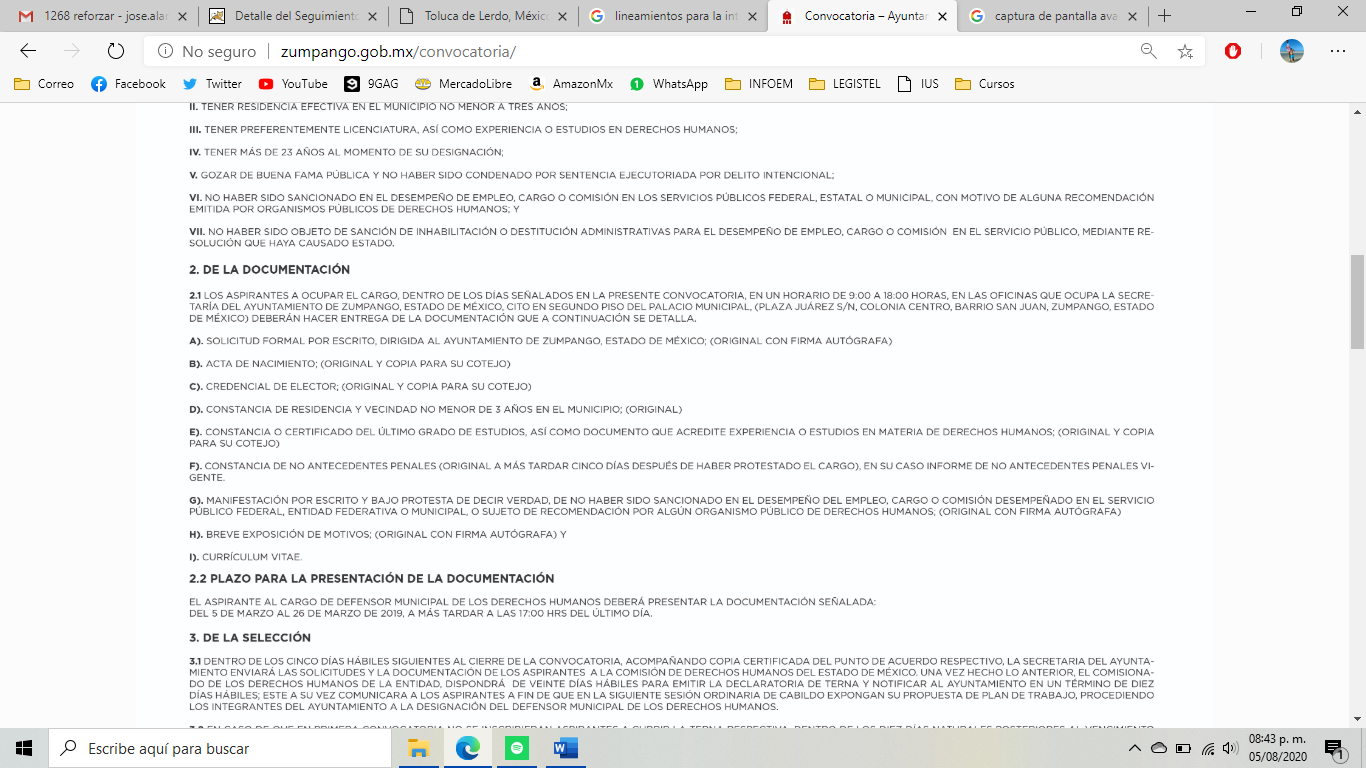 1268 reforzar - jose.alar
Detalle del Seguimiento
Toluca de Lerdo, México
lineamientos para la int
Convocatoria – Ayuntar
captura de pantalla ava
No seguro
zumpango.gob.mx/convocatoria/
Correo
Facebook
Twitter
YouTube
9GAG
MercadoLibre
AmazonMx
WhatsApp
INFOEM
LEGISTEL
IUS
Cursos
II. TENER RESIDENCIA EFECTIVA EN EL MUNICIPIO NO MENOR A TRES AÑOS;
III. TENER PREFERENTEMENTE LICENCIATURA, ASÍ COMO EXPERIENCIA O ESTUDIOS EN DERECHOS HUMANOS;
IV. TENER MÁS DE 23 AÑOS AL MOMENTO DE SU DESIGNACIÓN;
V. GOZAR DE BUENA FAMA PÚBLICA Y NO HABER SIDO CONDENADO POR SENTENCIA EJECUTORIADA POR DELITO INTENCIONAL;
VI. NO HABER SIDO SANCIONADO EN EL DESEMPEÑO DE EMPLEO, CARGO O COMISIÓN EN LOS SERVICIOS PÚBLICOS FEDERAL, ESTATAL O MUNICIPAL, CON MOTIVO DE ALGUNA RECOMENDACIÓN
EMITIDA POR ORGANISMOS PÚBLICOS DE DERECHOS HUMANOS; Y
VII. NO HABER SIDO OBJETO DE SANCIÓN DE INHABILITACIÓN O DESTITUCIÓN ADMINISTRATIVAS PARA EL DESEMPEÑO DE EMPLEO, CARGO O COMISIÓN EN EL SERVICIO PÚBLICO, MEDIANTE RE-
SOLUCIÓN QUE HAYA CAUSADO ESTADO.
2. DE LA DOCUMENTACIÓN
2.1 LOS ASPIRANTES A OCUPAR EL CARGO, DENTRO DE LOS DÍAS SEÑALADOS EN LA PRESENTE CONVOCATORIA, EN UN HORARIO DE 9:00 A 18:00 HORAS, EN LAS OFICINAS QUE OCUPA LA SECRE-
TARÍA DEL AYUNTAMIENTO DE ZUMPANGO, ESTADO DE MÉXICO, CITO EN SEGUNDO PISO DEL PALACIO MUNICIPAL, (PLAZA JUÁREZ S/N, COLONIA CENTRO, BARRIO SAN JUAN, ZUMPANGO, ESTADO
DE MÉXICO) DEBERÁN HACER ENTREGA DE LA DOCUMENTACIÓN QUE A CONTINUACIÓN SE DETALLA.
A). SOLICITUD FORMAL POR ESCRITO, DIRIGIDA AL AYUNTAMIENTO DE ZUMPANGO, ESTADO DE MÉXICO; (ORIGINAL CON FIRMA AUTÓGRAFA)
B). ACTA DE NACIMIENTO; (ORIGINAL Y COPIA PARA SU COTEJO)
C). CREDENCIAL DE ELECTOR; (ORIGINAL Y COPIA PARA SU COTEJO)
D). CONSTANCIA DE RESIDENCIA Y VECINDAD NO MENOR DE 3 AÑOS EN EL MUNICIPIO; (ORIGINAL)
E). CONSTANCIA O CERTIFICADO DEL ÚLTIMO GRADO DE ESTUDIOS, ASÍ COMO DOCUMENTO QUE ACREDITE EXPERIENCIA O ESTUDIOS EN MATERIA DE DERECHOS HUMANOS; (ORIGINAL Y COPIA
PARA SU COTEJO)
F). CONSTANCIA DE NO ANTECEDENTES PENALES (ORIGINAL A MÁS TARDAR CINCO DÍAS DESPUÉS DE HABER PROTESTADO EL CARGO), EN SU CASO INFORME DE NO ANTECEDENTES PENALES VI-
GENTE.
G). MANIFESTACIÓN POR ESCRITO Y BAJO PROTESTA DE DECIR VERDAD, DE NO HABER SIDO SANCIONADO EN EL DESEMPEÑO DEL EMPLEO, CARGO O COMISIÓN DESEMPEÑADO EN EL SERVICIO
PÚBLICO FEDERAL, ENTIDAD FEDERATIVA O MUNICIPAL, O SUJETO DE RECOMENDACIÓN POR ALGÚN ORGANISMO PÚBLICO DE DERECHOS HUMANOS; (ORIGINAL CON FIRMA AUTÓGRAFA)
H). BREVE EXPOSICIÓN DE MOTIVOS; (ORIGINAL CON FIRMA AUTÓGRAFA) Y
I). CURRÍCULUM VITAE.
2.2 PLAZO PARA LA PRESENTACIÓN DE LA DOCUMENTACIÓN
EL ASPIRANTE AL CARGO DE DEFENSOR MUNICIPAL DE LOS DERECHOS HUMANOS DEBERÁ PRESENTAR LA DOCUMENTACIÓN SEÑALADA:
DEL 5 DE MARZO AL 26 DE MARZO DE 2019, A MÁS TARDAR A LAS 17:00 HRS DEL ÚLTIMO DÍA.
3. DE LA SELECCIÓN
3.1 DENTRO DE LOS CINCO DÍAS HÁBILES SIGUIENTES AL CIERRE DE LA CONVOCATORIA, ACOMPAÑANDO COPIA CERTIFICADA DEL PUNTO DE ACUERDO RESPECTIVO, LA SECRETARIA DEL AYUNTA-
MIENTO ENVIARÁ LAS SOLICITUDES Y LA DOCUMENTACIÓN DE LOS ASPIRANTES A LA COMISIÓN DE DERECHOS HUMANOS DEL ESTADO DE MÉXICO. UNA VEZ HECHO LO ANTERIOR, EL COMISIONA-
DO DE LOS DERECHOS HUMANOS DE LA ENTIDAD, DISPONDRÁ DE VEINTE DÍAS HÁBILES PARA EMITIR LA DECLARATORIA DE TERNA Y NOTIFICAR AL AYUNTAMIENTO EN UN TÉRMINO DE DIEZ
DÍAS HÁBILES; ESTE A SU VEZ COMUNICARA A LOS ASPIRANTES A FIN DE QUE EN LA SIGUIENTE SESIÓN ORDINARIA DE CABILDO EXPONGAN SU PROPUESTA DE PLAN DE TRABAJO, PROCEDIENDO
LOS INTEGRANTES DEL AYUNTAMIENTO A LA DESIGNACIÓN DEL DEFENSOR MUNICIPAL DE LOS DERECHOS HUMANOS.
Escribe aquí para buscar
08:43 p. m.
05/08/2020
1